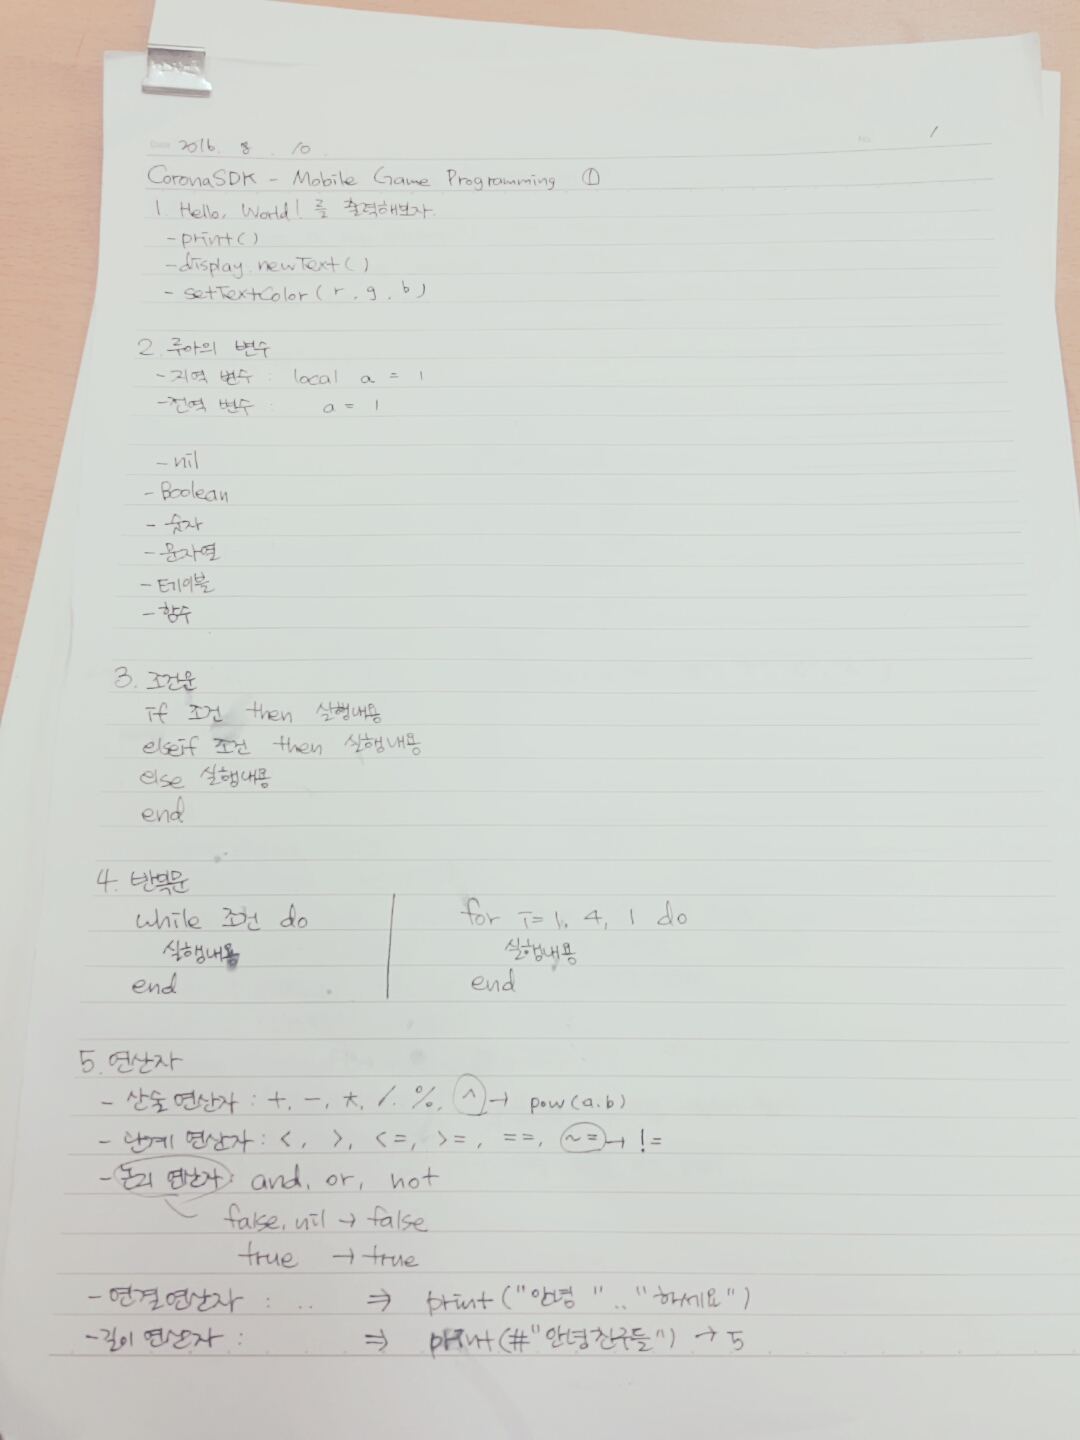 Date 2016. 8. 10 No. 1
CoronaSDK - Mobile Game Programming ①
1. Hello, World! 를 출력해보자.
- print()
- display.newText()
- setTextColor(r, g, b)
2. 루아의 변수
- 지역 변수 : local a = 1
- 전역 변수 : a = 1
- nil
- Boolean
- 숫자
- 문자열
- 테이블
- 함수
3. 조건문
if 조건 then 실행내용
elseif 조건 then 실행내용
else 실행내용
end
4. 반복문
while 조건 do
실행내용
end
for i=1, 4, 1 do
실행내용
end
5. 연산자
- 산술연산자 : +, -, *, /, %, ^ → pow(a.b)
- 관계 연산자 : <, >, <=, >=, ==, ~= → !=
- 논리 연산자 : and, or, not
false, nil → false
true → true
- 연결연산자 : .. ⇒ print("안녕 ".."하세요")
- 길이 연산자 : ⇒ print(#"안녕친구들") → 5